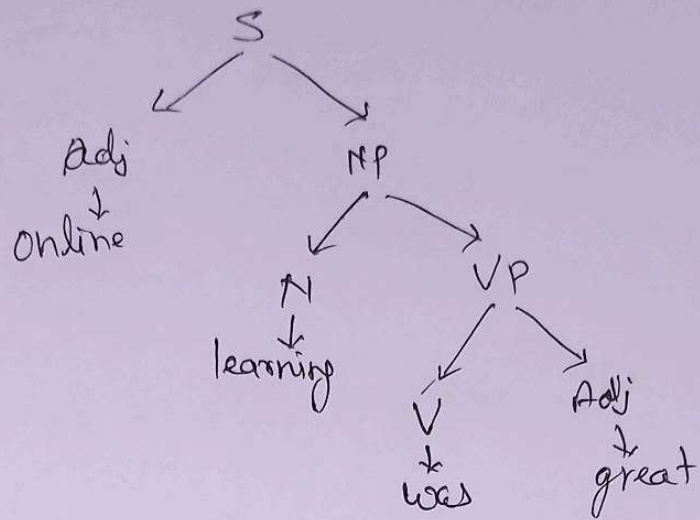 S
Adj NP
online
N VP
learning
V Adj
was great